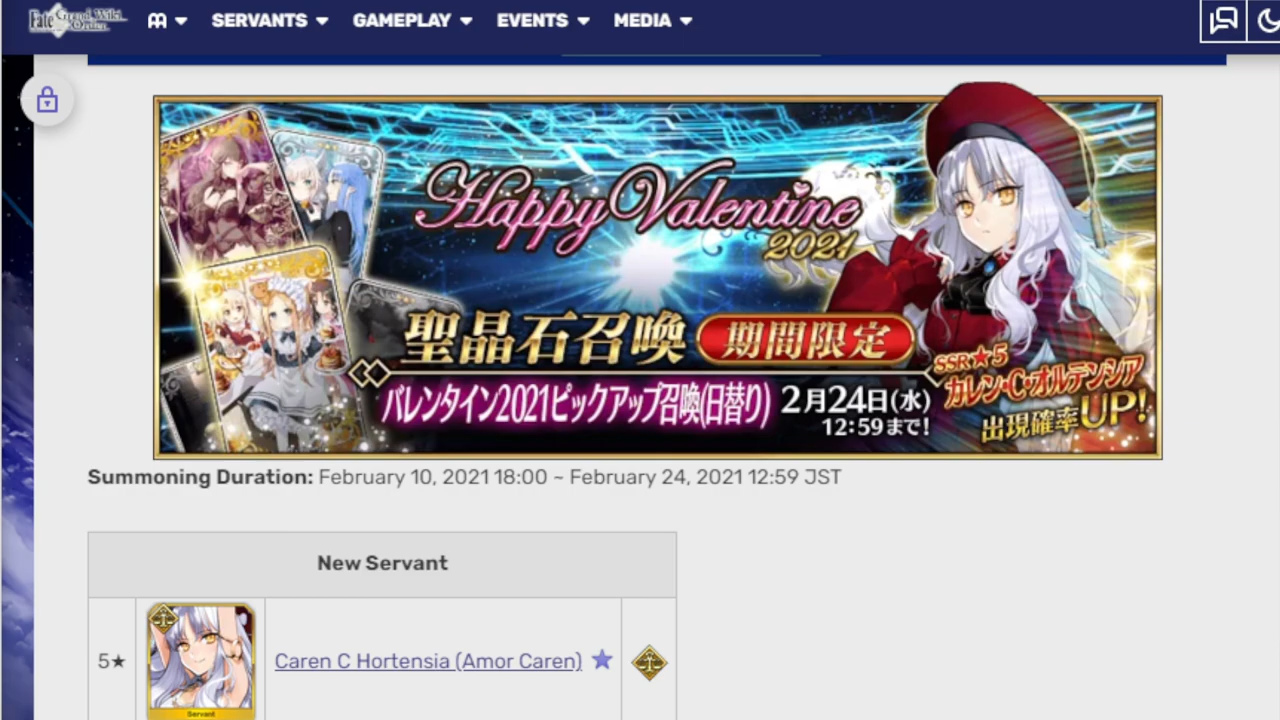 Fate Grand Order Wiki
SERVANTS
GAMEPLAY
EVENTS
MEDIA
Happy Valentine
2021
聖晶石召喚 期間限定
バレンタイン2021ピックアップ召喚(日替り) 2月24日(水)
12:59まで!
SSR★5
カレン・C・オルテンシア
出現確率UP!
Summoning Duration: February 10, 2021 18:00 ~ February 24, 2021 12:59 JST
New Servant
5★
Servant
Caren C Hortensia (Amor Caren) ★